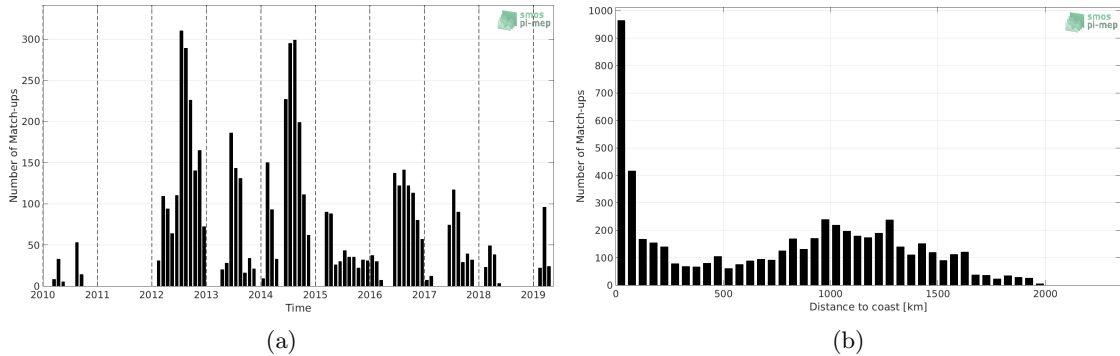 smos
pi-mep
Number of Match-ups
300
250
200
150
100
50
0
2010 2011 2012 2013 2014 2015 2016 2017 2018 2019
Time
(a)
smos
pi-mep
Number of Match-ups
1000
900
800
700
600
500
400
300
200
100
0
0 500 1000 1500 2000
Distance to coast [km]
(b)